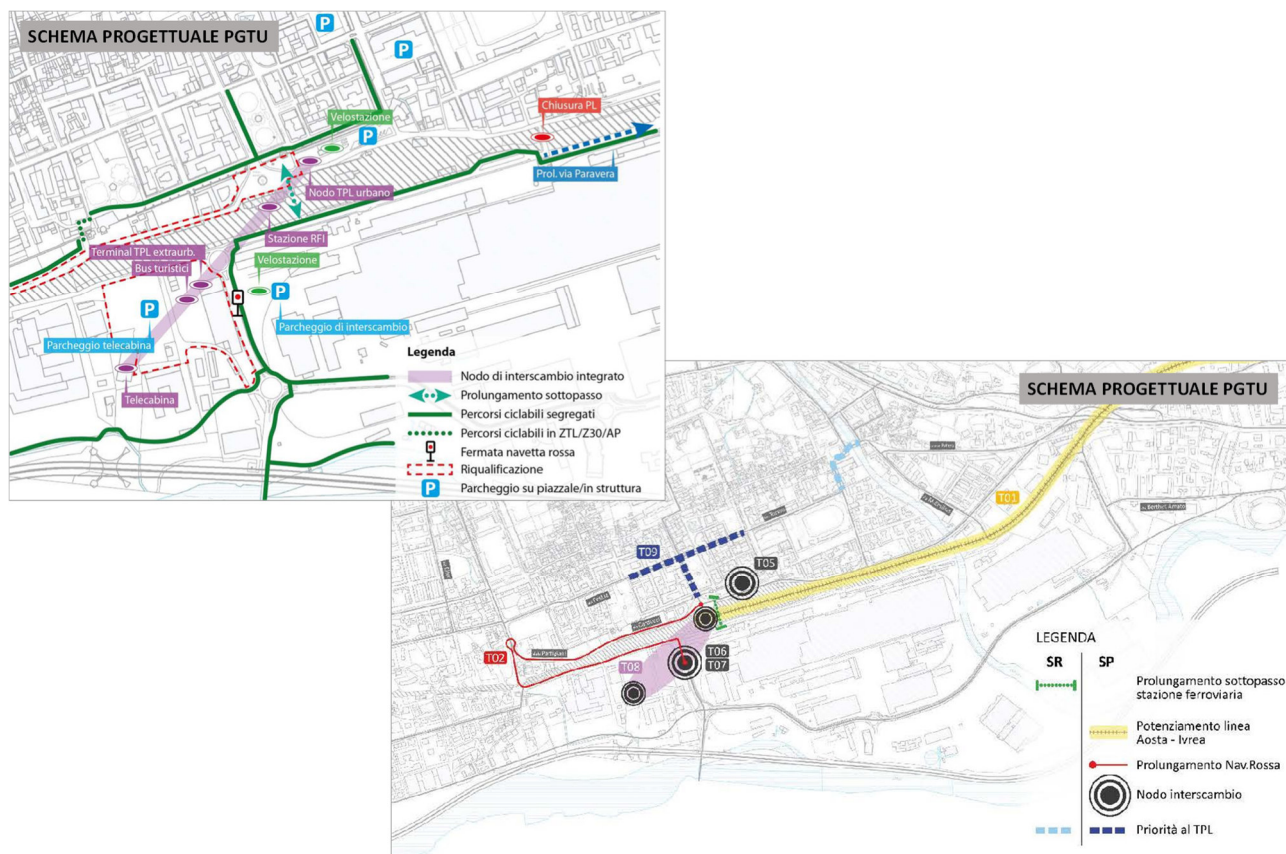 SCHEMA PROGETTUALE PGTU
P
P
Velostazione
P
Chiusura PL
Prol. via Paravera
Nodo TPL urbano
Stazione RFI
Terminal TPL extraurb.
Bus turistici
Velostazione
P
P
Parcheggio di interscambio
Parcheggio telecabina
Telecabina
Legenda
Nodo di interscambio integrato
Prolungamento sottopasso
Percorsi ciclabili segregati
Percorsi ciclabili in ZTL/Z30/AP
Fermata navetta rossa
Riqualificazione
P Parcheggio su piazzale/in struttura
SCHEMA PROGETTUALE PGTU
T01
T09
T05
T02
T08
T06
T07
LEGENDA
SR SP
Prolungamento sottopasso
stazione ferroviaria
Potenziamento linea
Aosta - Ivrea
Prolungamento Nav.Rossa
Nodo interscambio
Priorità al TPL